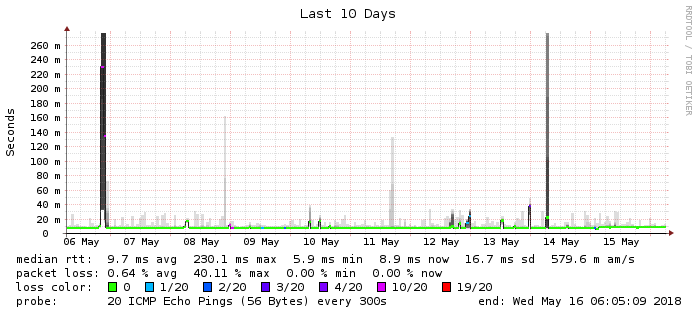 Last 10 Days
RRDTOOL / TOBI OETIKER
Seconds
260 m
240 m
220 m
200 m
180 m
160 m
140 m
120 m
100 m
80 m
60 m
40 m
20 m
0
06 May 07 May 08 May 09 May 10 May 11 May 12 May 13 May 14 May 15 May
median rtt: 9.7 ms avg 230.1 ms max 5.9 ms min 8.9 ms now 16.7 ms sd 579.6 m am/s
packet loss: 0.64 % avg 40.11 % max 0.00 % min 0.00 % now
loss color: 0 1/20 2/20 3/20 4/20 10/20 19/20
probe: 20 ICMP Echo Pings (56 Bytes) every 300s end: Wed May 16 06:05:09 2018